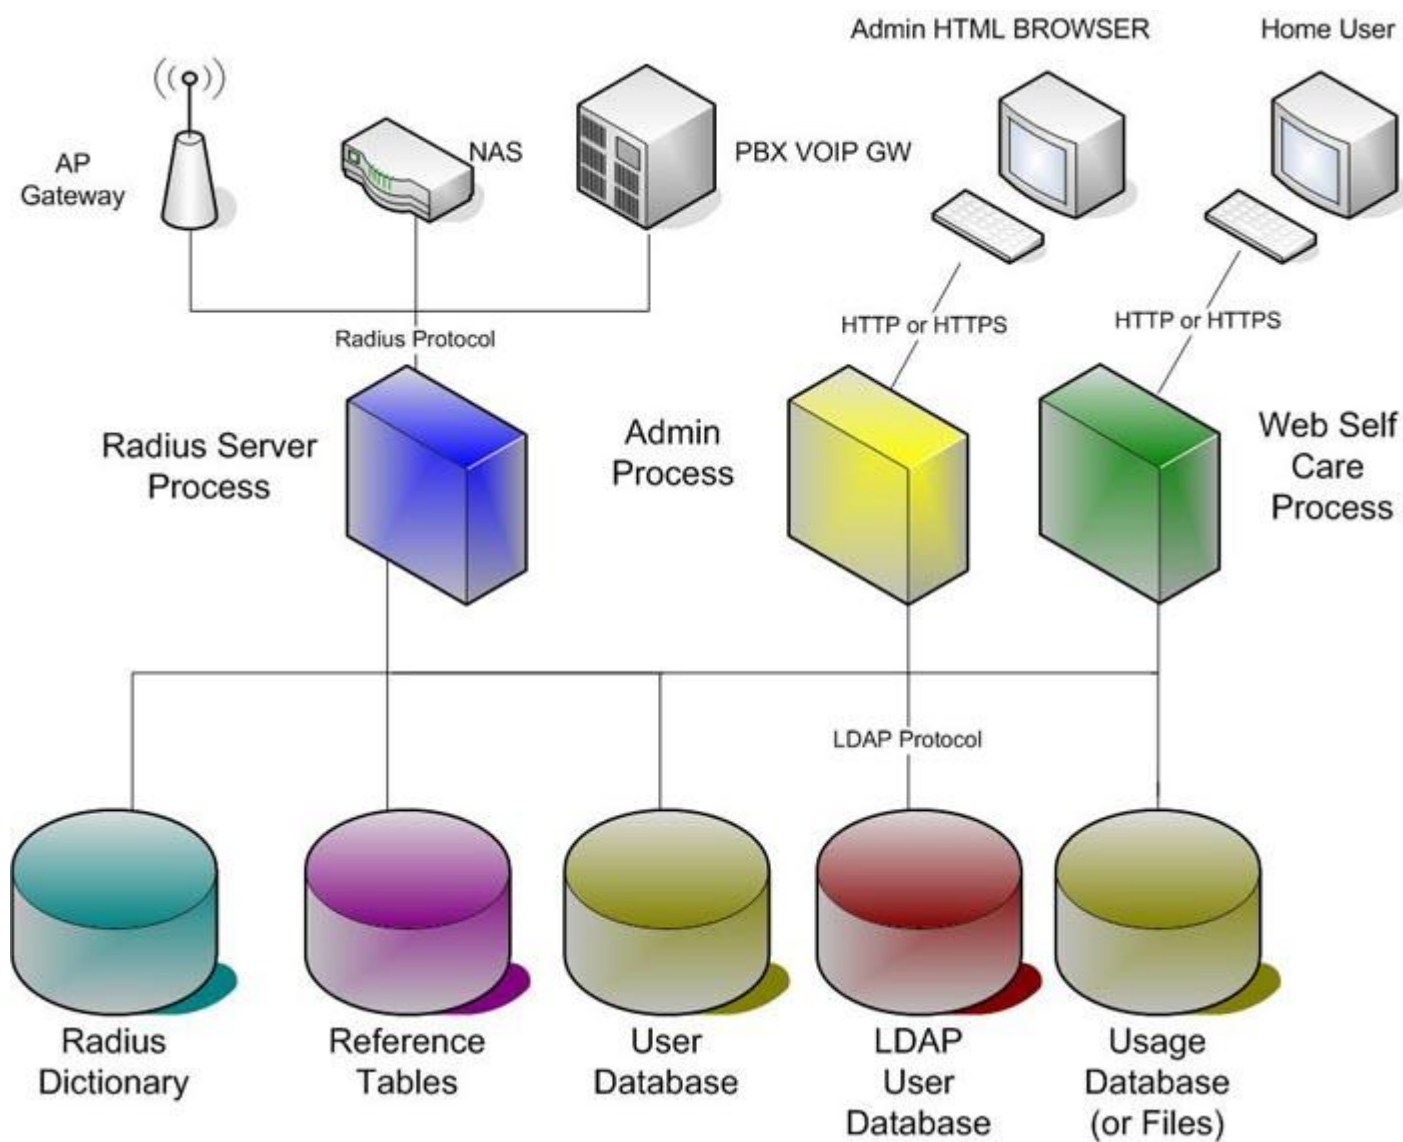 Admin HTML BROWSER
Home User
AP
Gateway
NAS
PBX VOIP GW
HTTP or HTTPS
HTTP or HTTPS
Radius Protocol
Radius Server
Process
Admin
Process
Web Self
Care
Process
LDAP Protocol
Radius
Dictionary
Reference
Tables
User
Database
LDAP
User
Database
Usage
Database
(or Files)